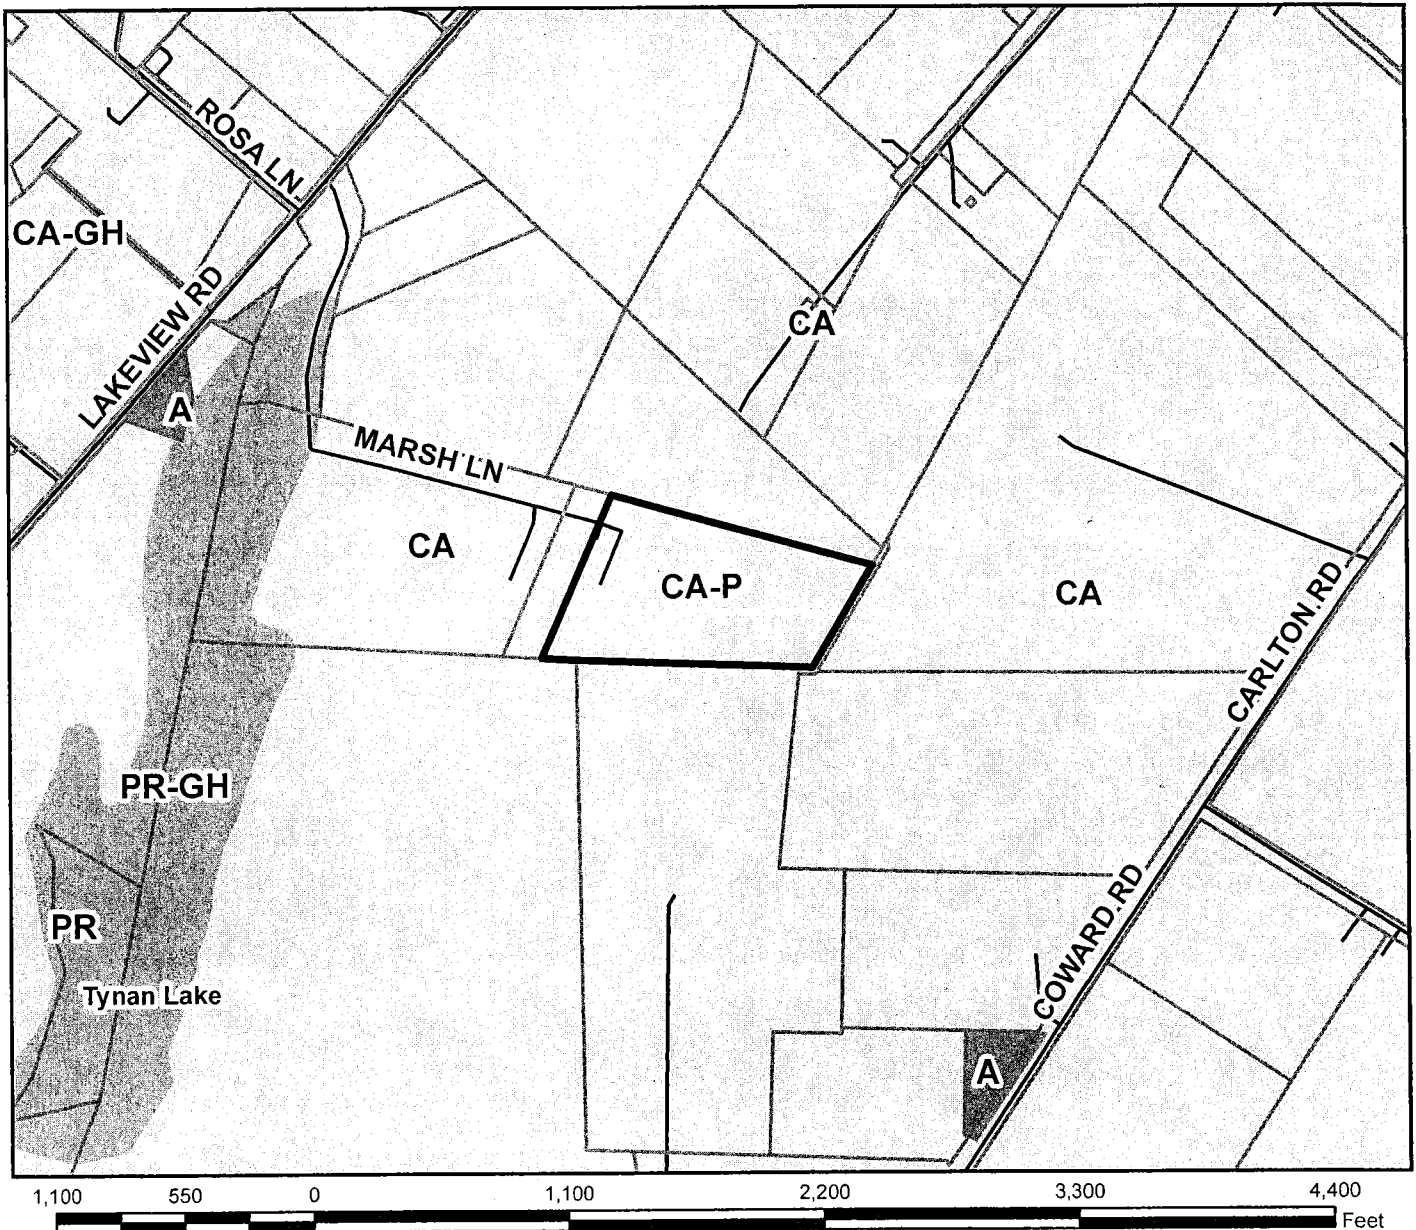 ROSA LN
CA-GH
LAKEVIEW RD
CA
A
MARSH LN
CA
CA-P
CA
CARLTON RD
PR-GH
PR
COWARD RD
Tynan Lake
A
1,100 550 0 1,100 2,200 3,300 4,400
Feet